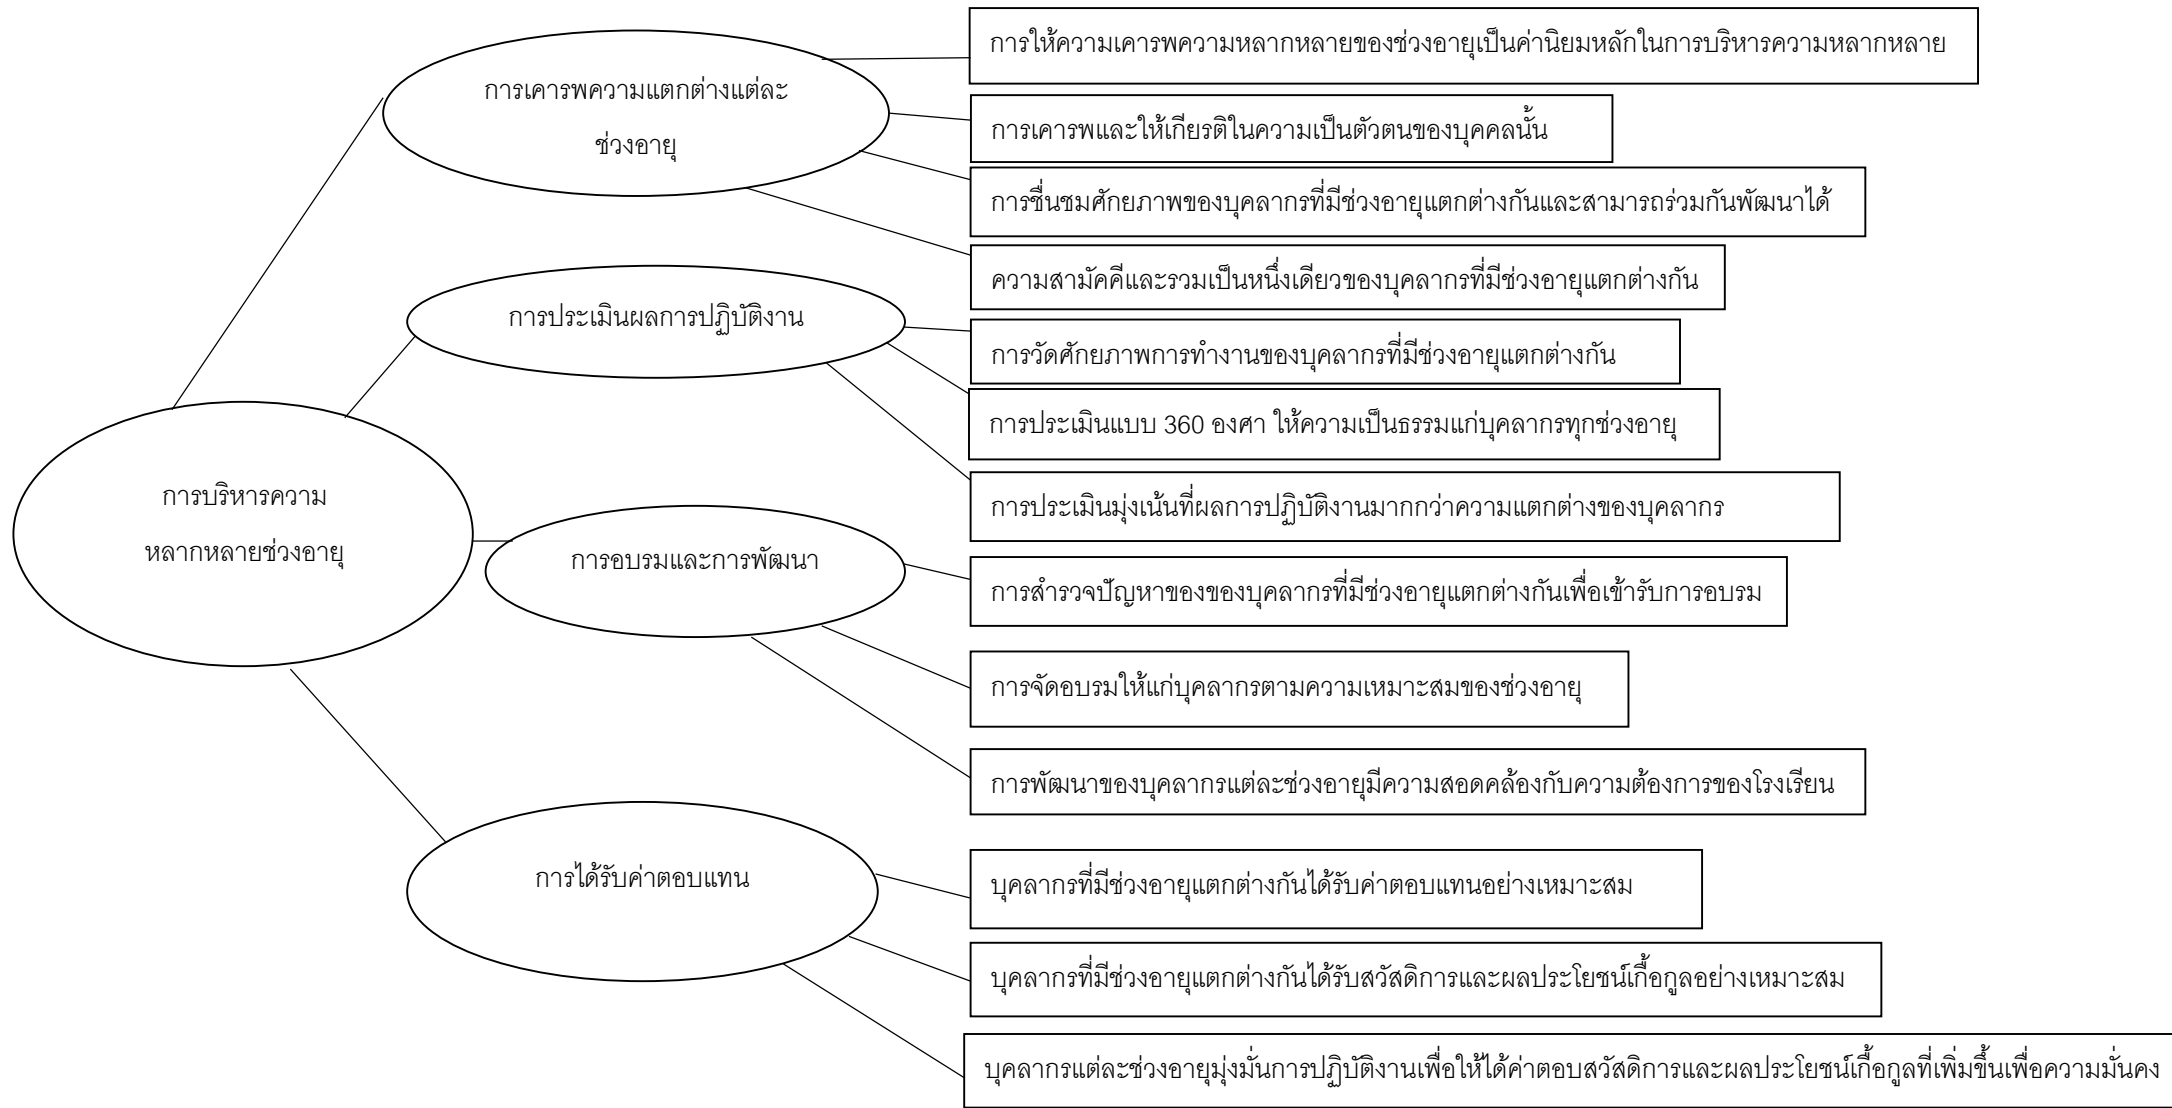 การบริหารความ
หลากหลายช่วงอายุ
การเคารพความแตกต่างแต่ละ
ช่วงอายุ
การให้ความเคารพความหลากหลายของช่วงอายุเป็นค่านิยมหลักในการบริหารความหลากหลาย
การเคารพและให้เกียรติในความเป็นตัวตนของบุคคลนั้น
การชื่นชมศักยภาพของบุคลากรที่มีช่วงอายุแตกต่างกันและสามารถร่วมกันพัฒนาได้
ความสามัคคีและรวมเป็นหนึ่งเดียวของบุคลากรที่มีช่วงอายุแตกต่างกัน
การประเมินผลการปฏิบัติงาน
การวัดศักยภาพการทำงานของบุคลากรที่มีช่วงอายุแตกต่างกัน
การประเมินแบบ 360 องศา ให้ความเป็นธรรมแก่บุคลากรทุกช่วงอายุ
การประเมินมุ่งเน้นที่ผลการปฏิบัติงานมากกว่าความแตกต่างของบุคลากร
การอบรมและการพัฒนา
การสำรวจปัญหาของของบุคลากรที่มีช่วงอายุแตกต่างกันเพื่อเข้ารับการอบรม
การจัดอบรมให้แก่บุคลากรตามความเหมาะสมของช่วงอายุ
การพัฒนาของบุคลากรแต่ละช่วงอายุมีความสอดคล้องกับความต้องการของโรงเรียน
การได้รับค่าตอบแทน
บุคลากรที่มีช่วงอายุแตกต่างกันได้รับค่าตอบแทนอย่างเหมาะสม
บุคลากรที่มีช่วงอายุแตกต่างกันได้รับสวัสดิการและผลประโยชน์เกื้อกูลอย่างเหมาะสม
บุคลากรแต่ละช่วงอายุมุ่งมั่นการปฏิบัติงานเพื่อให้ได้ค่าตอบสวัสดิการและผลประโยชน์เกื้อกูลที่เพิ่มขึ้นเพื่อความมั่นคง